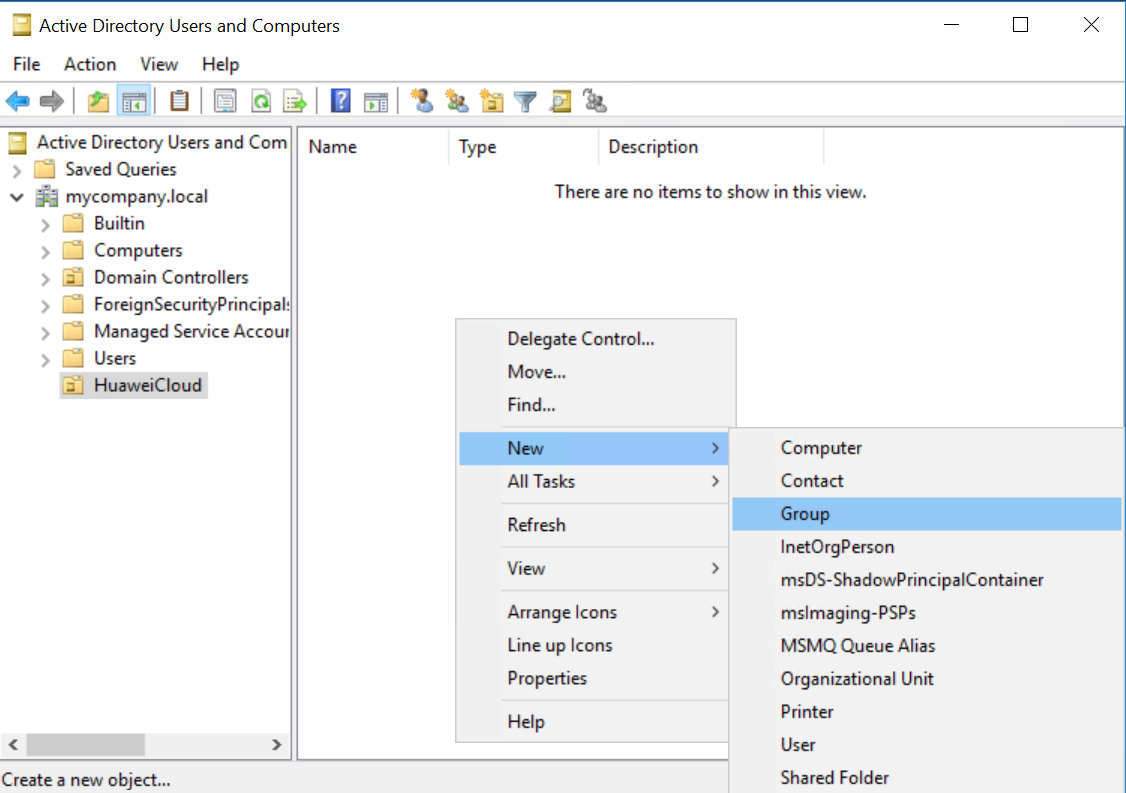 Active Directory Users and Computers
File Action View Help
Active Directory Users and Com
Saved Queries
mycompany.local
Builtin
Computers
Domain Controllers
ForeignSecurityPrincipals
Managed Service Accoun
Users
HuaweiCloud
Name Type Description
There are no items to show in this view.
Delegate Control...
Move...
Find...
New
All Tasks
Refresh
View
Arrange Icons
Line up Icons
Properties
Help
Computer
Contact
Group
InetOrgPerson
msDS-ShadowPrincipalContainer
msImaging-PSPs
MSMQ Queue Alias
Organizational Unit
Printer
User
Shared Folder
Create a new object...